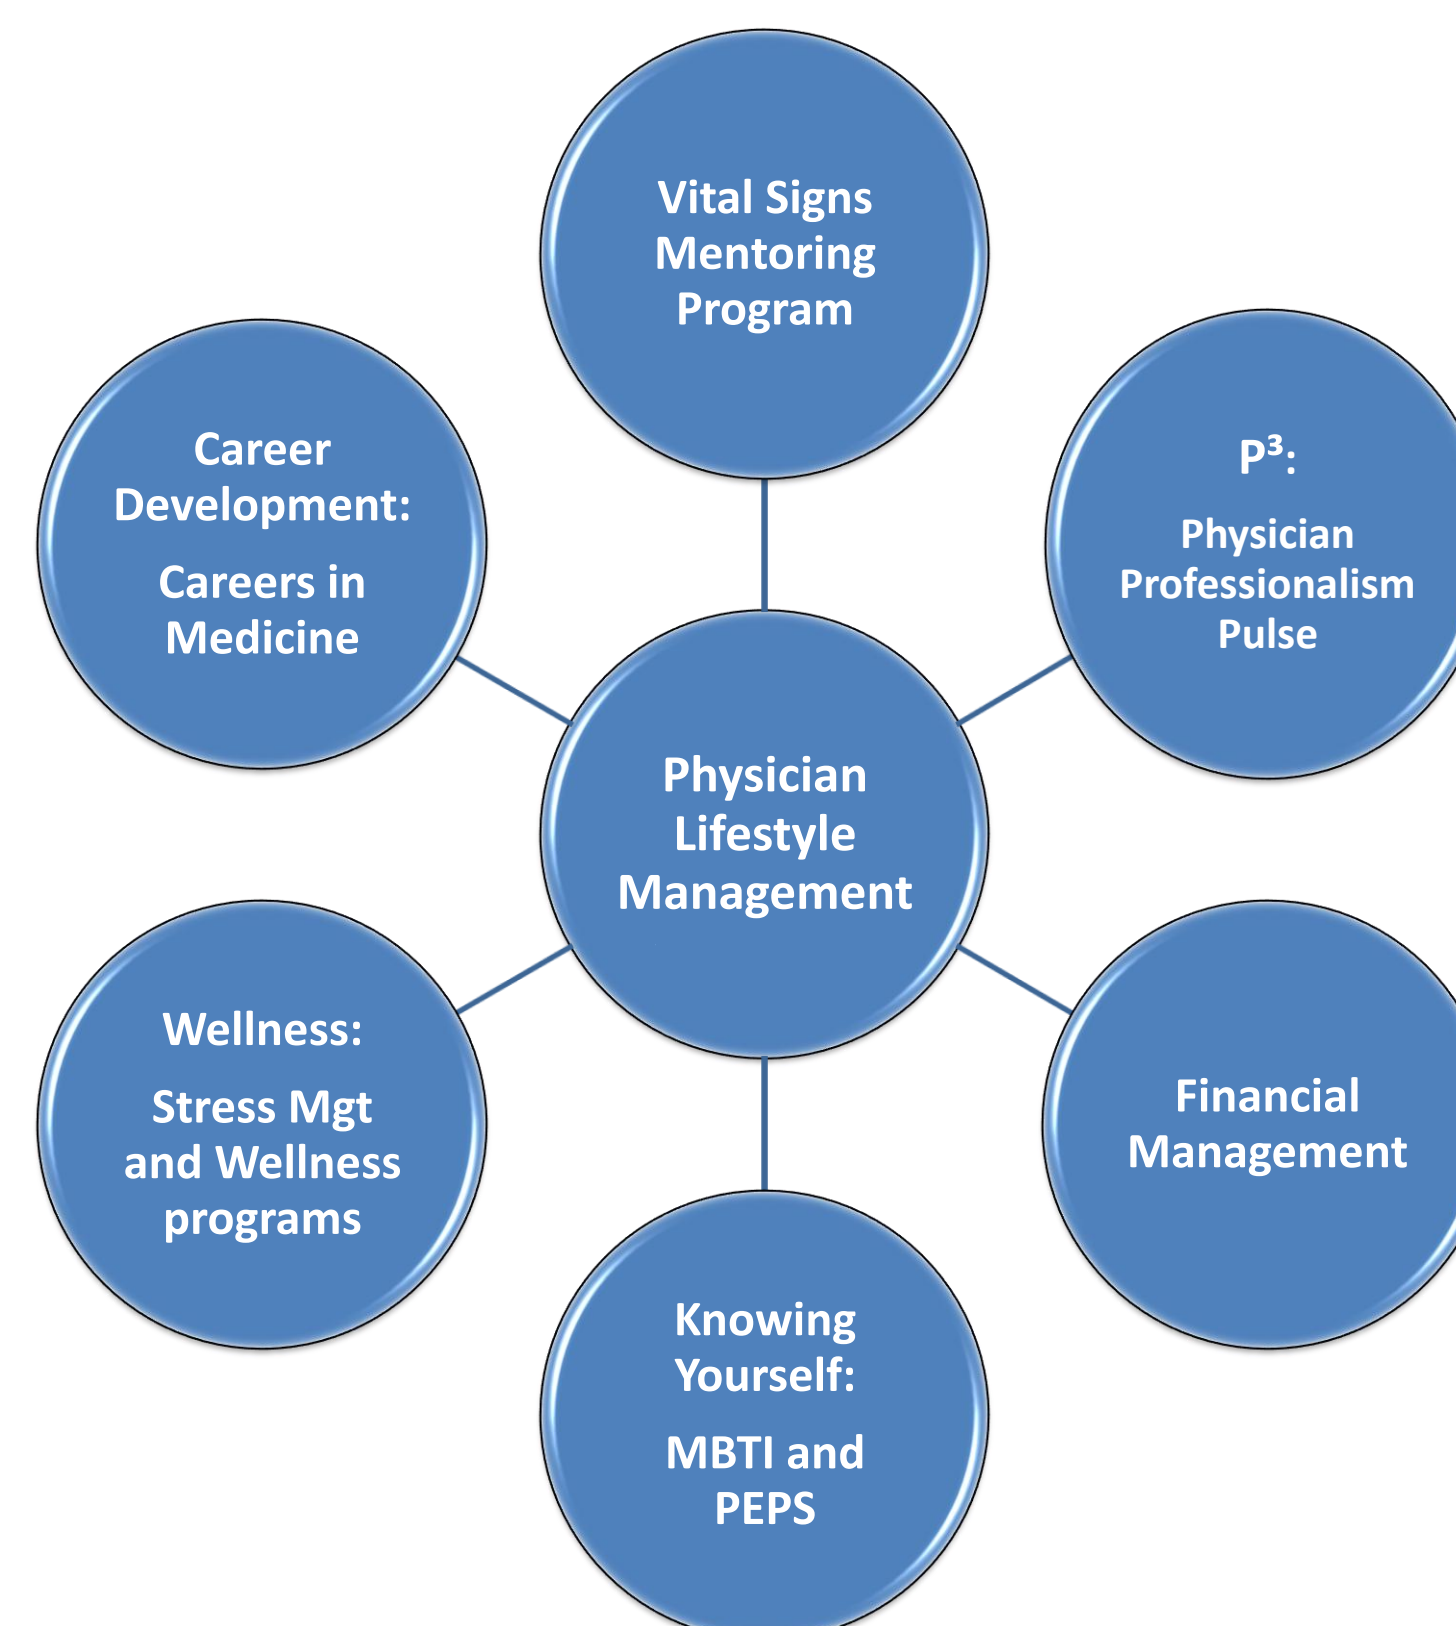 Vital Signs
Mentoring
Program
Career
Development:
Careers in
Medicine
P³:
Physician
Professionalism
Pulse
Physician
Lifestyle
Management
Wellness:
Stress Mgt
and Wellness
programs
Financial
Management
Knowing
Yourself:
MBTI and
PEPS